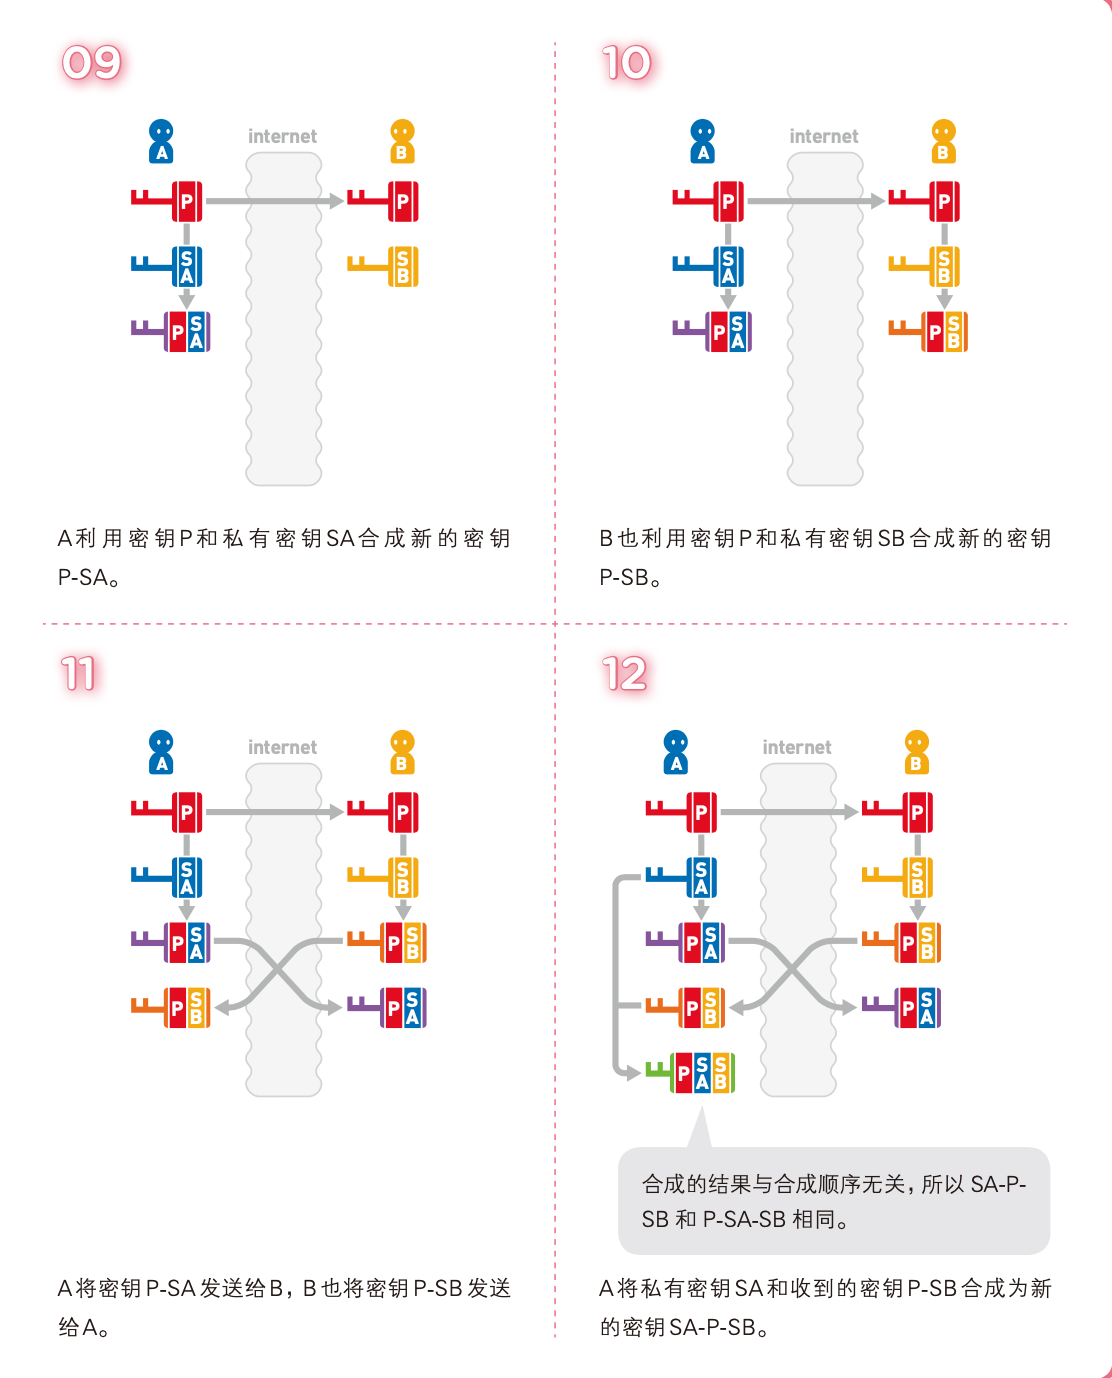 09
internet
A
B
P
P
SA
SB
P SA
A利用密钥P和私有密钥SA合成新的密钥
P-SA。
10
internet
A
B
P
P
SA
SB
P SA
P SB
B也利用密钥P和私有密钥SB合成新的密钥
P-SB。
11
internet
A
B
P
P
SA
SB
P SA
P SB
P SB
P SA
A将密钥P-SA发送给B，B也将密钥P-SB发送
给A。
12
internet
A
B
P
P
SA
SB
P SA
P SB
P SB
P SA
P SA SB
合成的结果与合成顺序无关，所以 SA-P-
SB 和 P-SA-SB 相同。
A将私有密钥SA和收到的密钥P-SB合成为新
的密钥SA-P-SB。